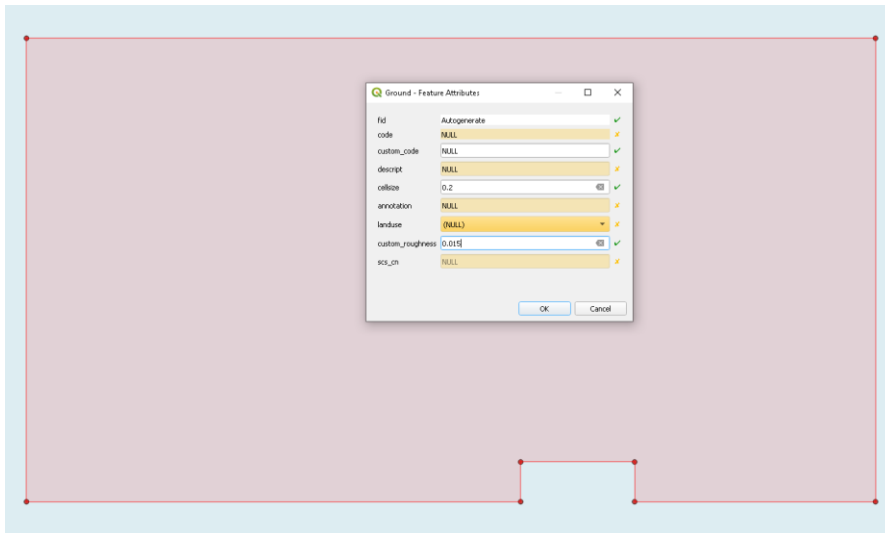 Ground - Feature Attributes
fid Autogenerate
code NULL
custom_code NULL
descript NULL
cellsize 0.2
annotation NULL
landuse (NULL)
custom_roughness 0.015
scs_cn NULL
OK Cancel